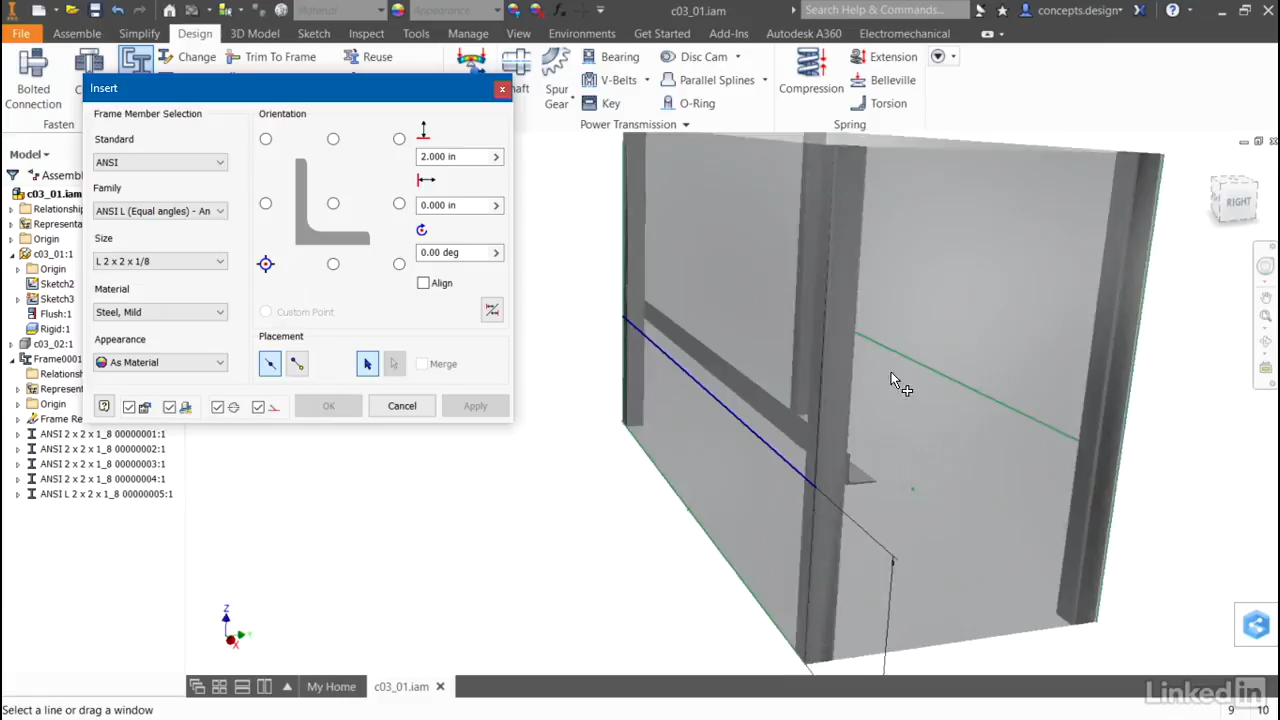 Material
Appearance
c03_01.iam
Search Help & Commands...
concepts.design
File
Assemble
Simplify
Design
3D Model
Sketch
Inspect
Tools
Manage
View
Environments
Get Started
Add-Ins
Autodesk A360
Electromechanical
Bolted
Connection
Change
Trim To Frame
Reuse
Spur
Gear
Bearing
V-Belts
Key
Disc Cam
Parallel Splines
O-Ring
Compression
Extension
Belleville
Torsion
Fasten
Power Transmission
Spring
Insert
Frame Member Selection
Standard
ANSI
Family
ANSI L (Equal angles) - An
Size
L 2 x 2 x 1/8
Material
Steel, Mild
Appearance
As Material
Orientation
2.000 in
0.000 in
0.00 deg
Align
Custom Point
Placement
Merge
OK
Cancel
Apply
Model
Assembl
c03_01.iam
Relationship
Representa
Origin
c03_01:1
Origin
Sketch2
Sketch3
Flush:1
Rigid:1
c03_02:1
Frame0001
Relationsh
Represent
Origin
Frame Re
ANSI 2 x 2 x 1_8 00000001:1
ANSI 2 x 2 x 1_8 00000002:1
ANSI 2 x 2 x 1_8 00000003:1
ANSI 2 x 2 x 1_8 00000004:1
ANSI L 2 x 2 x 1_8 00000005:1
RIGHT
Z
Y
X
My Home
c03_01.iam
Linked in
Select a line or drag a window
9 10